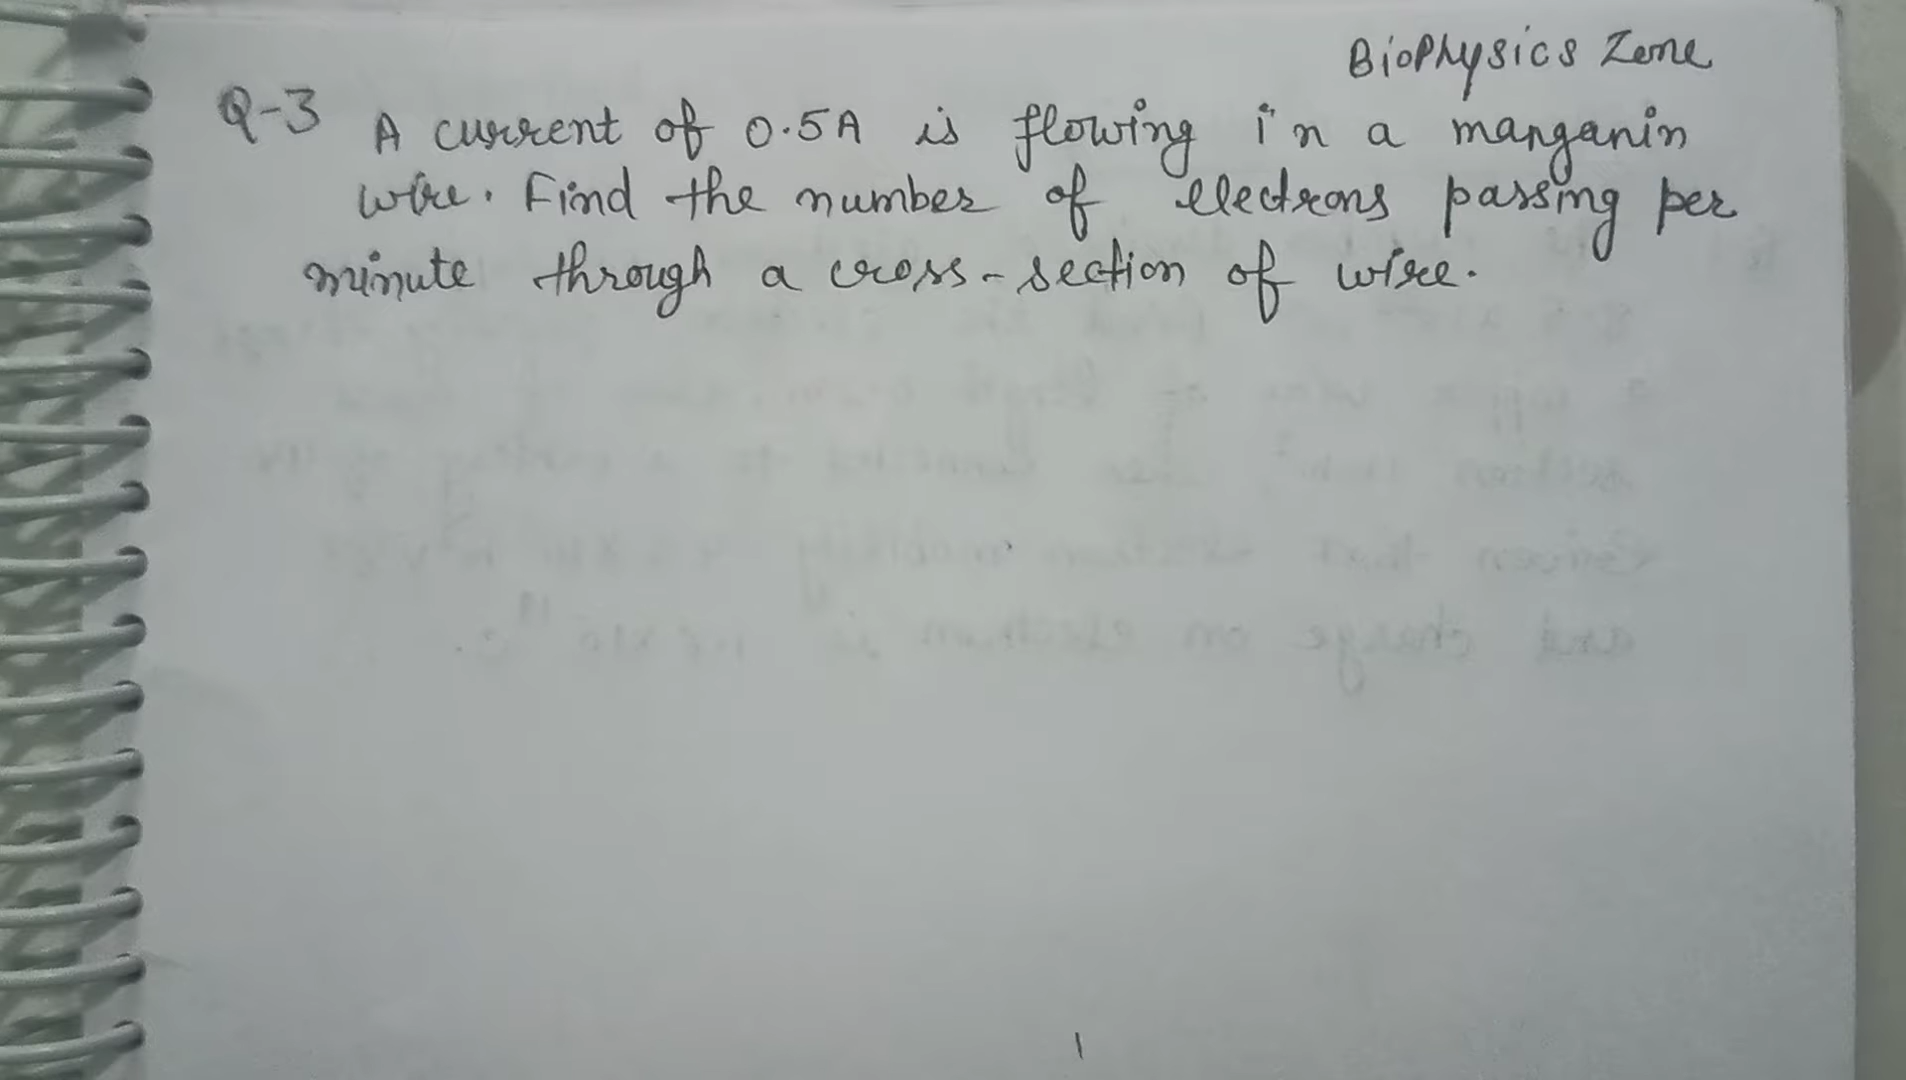 BioPhysics Zone
Q-3 A current of 0.5A is flowing in a manganin
wire. Find the number of electrons passing per
minute through a cross-section of wire.
1